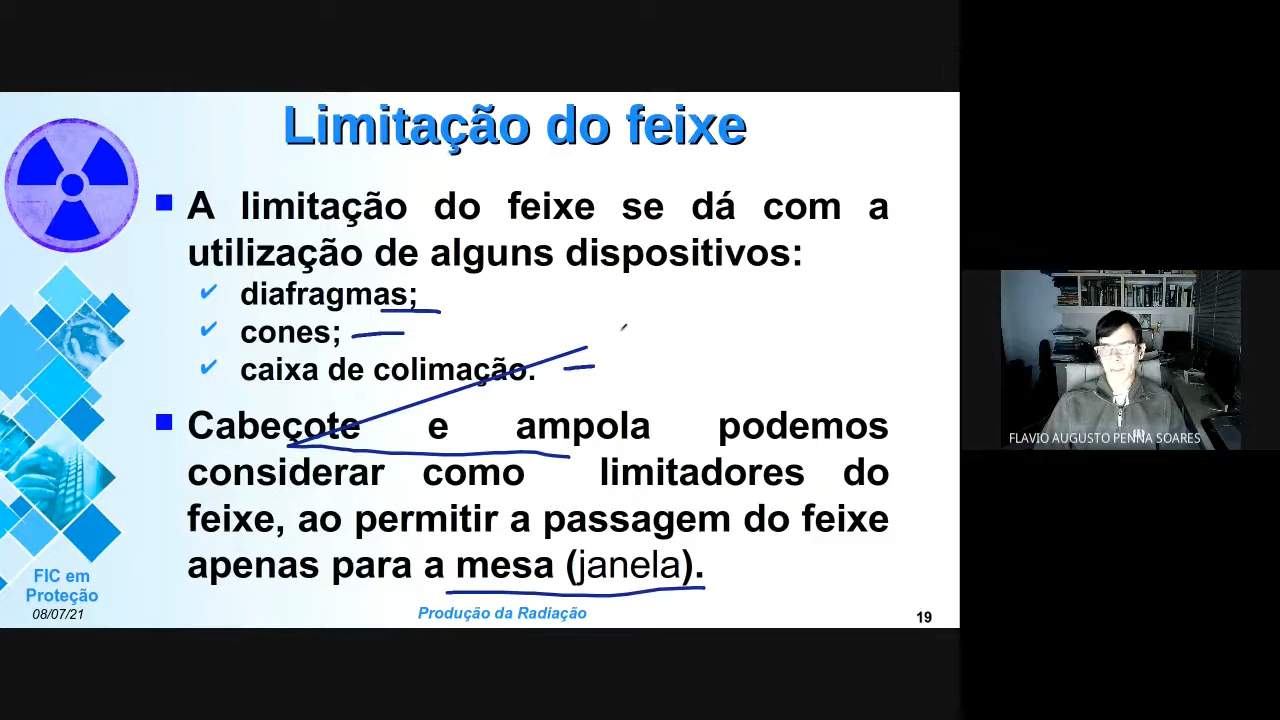 Limitação do feixe
A limitação do feixe se dá com a
utilização de alguns dispositivos:
diafragmas;
cones;
caixa de colimação.
Cabeçote e ampola podemos
considerar como limitadores do
feixe, ao permitir a passagem do feixe
apenas para a mesa (janela).
FIC em
Proteção
08/07/21
Produção da Radiação
19
FLAVIO AUGUSTO PENNA SOARES